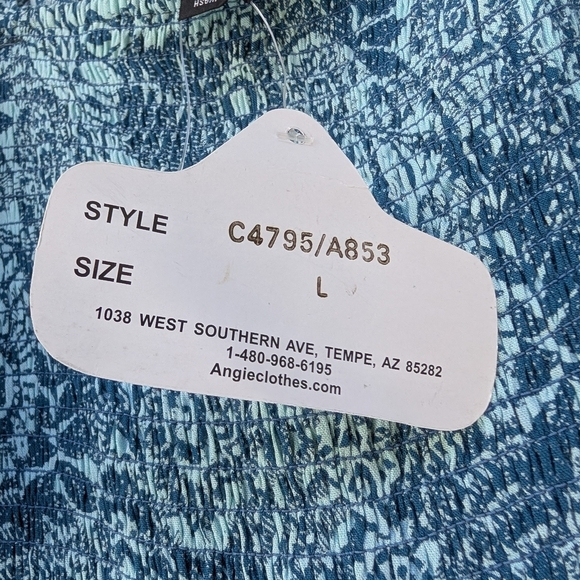 STYLE C4795/A853
SIZE L
1038 WEST SOUTHERN AVE, TEMPE, AZ 85282
1-480-968-6195
Angieclothes.com